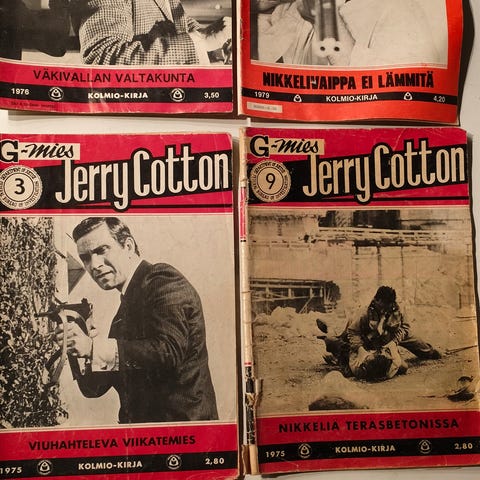 VÄKIVALLAN VALTAKUNTA
1976 KOLMIO-KIRJA 3,50
NIKKELIVAIPPA EI LÄMMITÄ
1979 KOLMIO-KIRJA 4,20
G-mies
3
Jerry Cotton
VIUHAHTELEVA VIIKATEMIES
1975 KOLMIO-KIRJA 2,80
G-mies
9
Jerry Cotton
NIKKELIÄ TERÄSBETONISSA
1975 KOLMIO-KIRJA 2,80